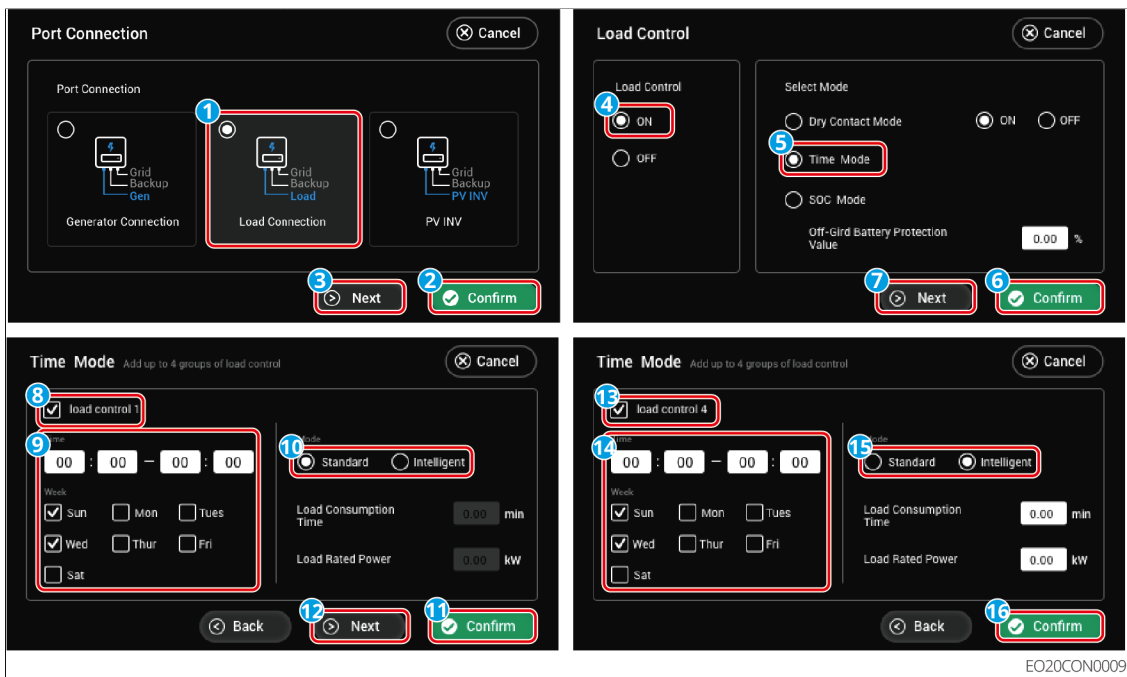 Port Connection
Cancel
Port Connection
1
Grid
Backup
Gen
Generator Connection
Grid
Backup
Load
Load Connection
Grid
Backup
PV INV
PV INV
3
Next
2
Confirm
Load Control
Cancel
Load Control
4
ON
OFF
Select Mode
Dry Contact Mode
ON
OFF
5
Time Mode
SOC Mode
Off-Gird Battery Protection
Value
0.00 %
7
Next
6
Confirm
Time Mode Add up to 4 groups of load control
Cancel
8
load control 1
9
Time
00 : 00 – 00 : 00
Week
Sun Mon Tues
Wed Thur Fri
Sat
10
Mode
Standard Intelligent
Load Consumption
Time
0.00 min
Load Rated Power 0.00 kW
Back
12
Next
11
Confirm
Time Mode Add up to 4 groups of load control
Cancel
13
load control 4
14
Time
00 : 00 – 00 : 00
Week
Sun Mon Tues
Wed Thur Fri
Sat
15
Mode
Standard Intelligent
Load Consumption
Time
0.00 min
Load Rated Power 0.00 kW
Back
16
Confirm
EO20CON0009